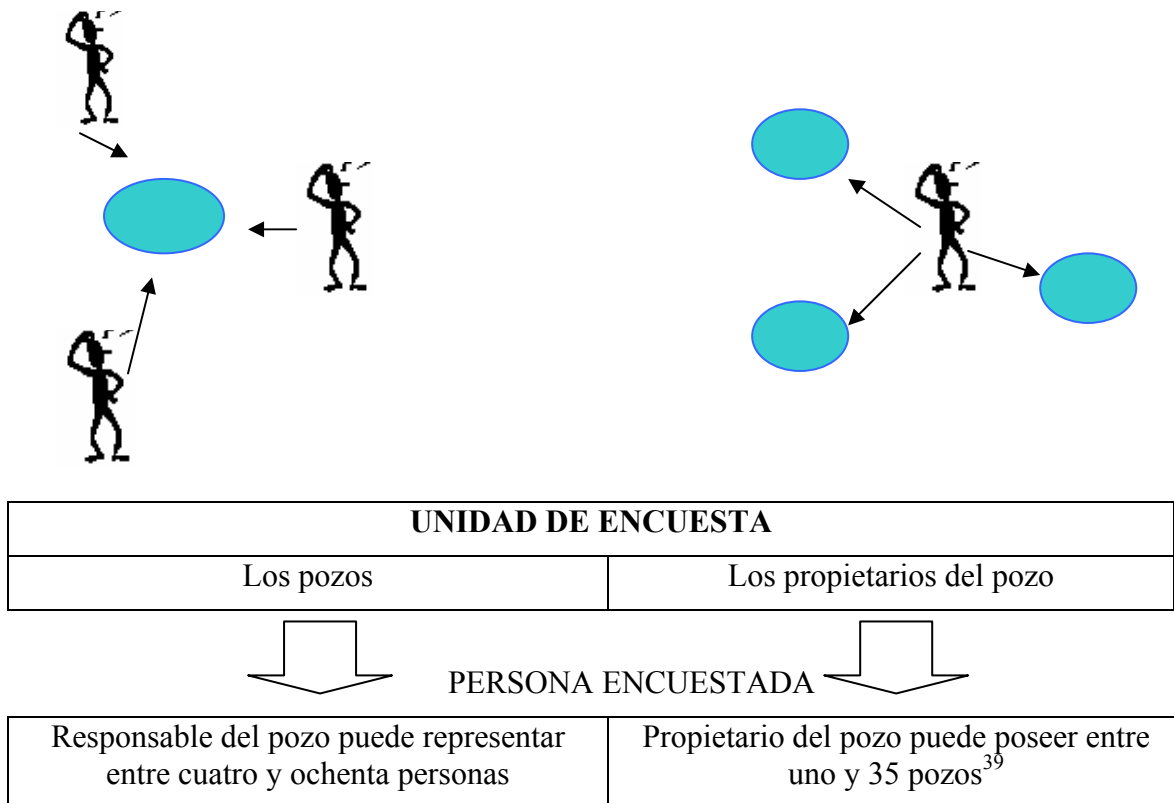 UNIDAD DE ENCUESTA
Los pozos
Los propietarios del pozo
PERSONA ENCUESTADA
Responsable del pozo puede representar
entre cuatro y ochenta personas
Propietario del pozo puede poseer entre
uno y 35 pozos39